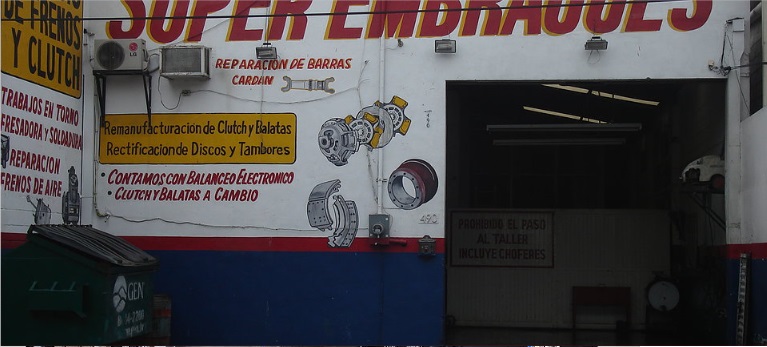 SUPER EMBRAGUES
DE FRENOS
Y CLUTCH
LG
REPARACION DE BARRAS
CARDAN
TRABAJOS EN TORNO
FRESADORA Y SOLDADURA
REPARACION
FRENOS DE AIRE
Remanufacturacion de Clutch y Balatas
Rectificacion de Discos y Tambores
• CONTAMOS CON BALANCEO ELECTRONICO
• CLUTCH Y BALATAS A CAMBIO
490
PROHIBIDO EL PASO
AL TALLER
INCLUYE CHOFERES
GEN